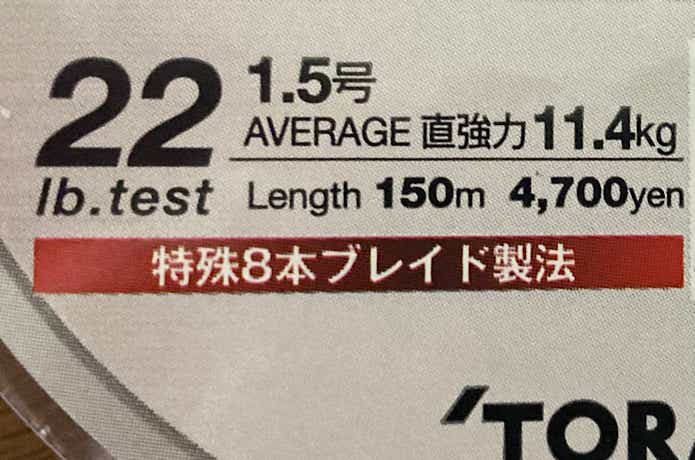 22 lb.test
1.5号
AVERAGE 直強力 11.4kg
Length 150m 4,700yen
特殊8本ブレイド製法
'TORA